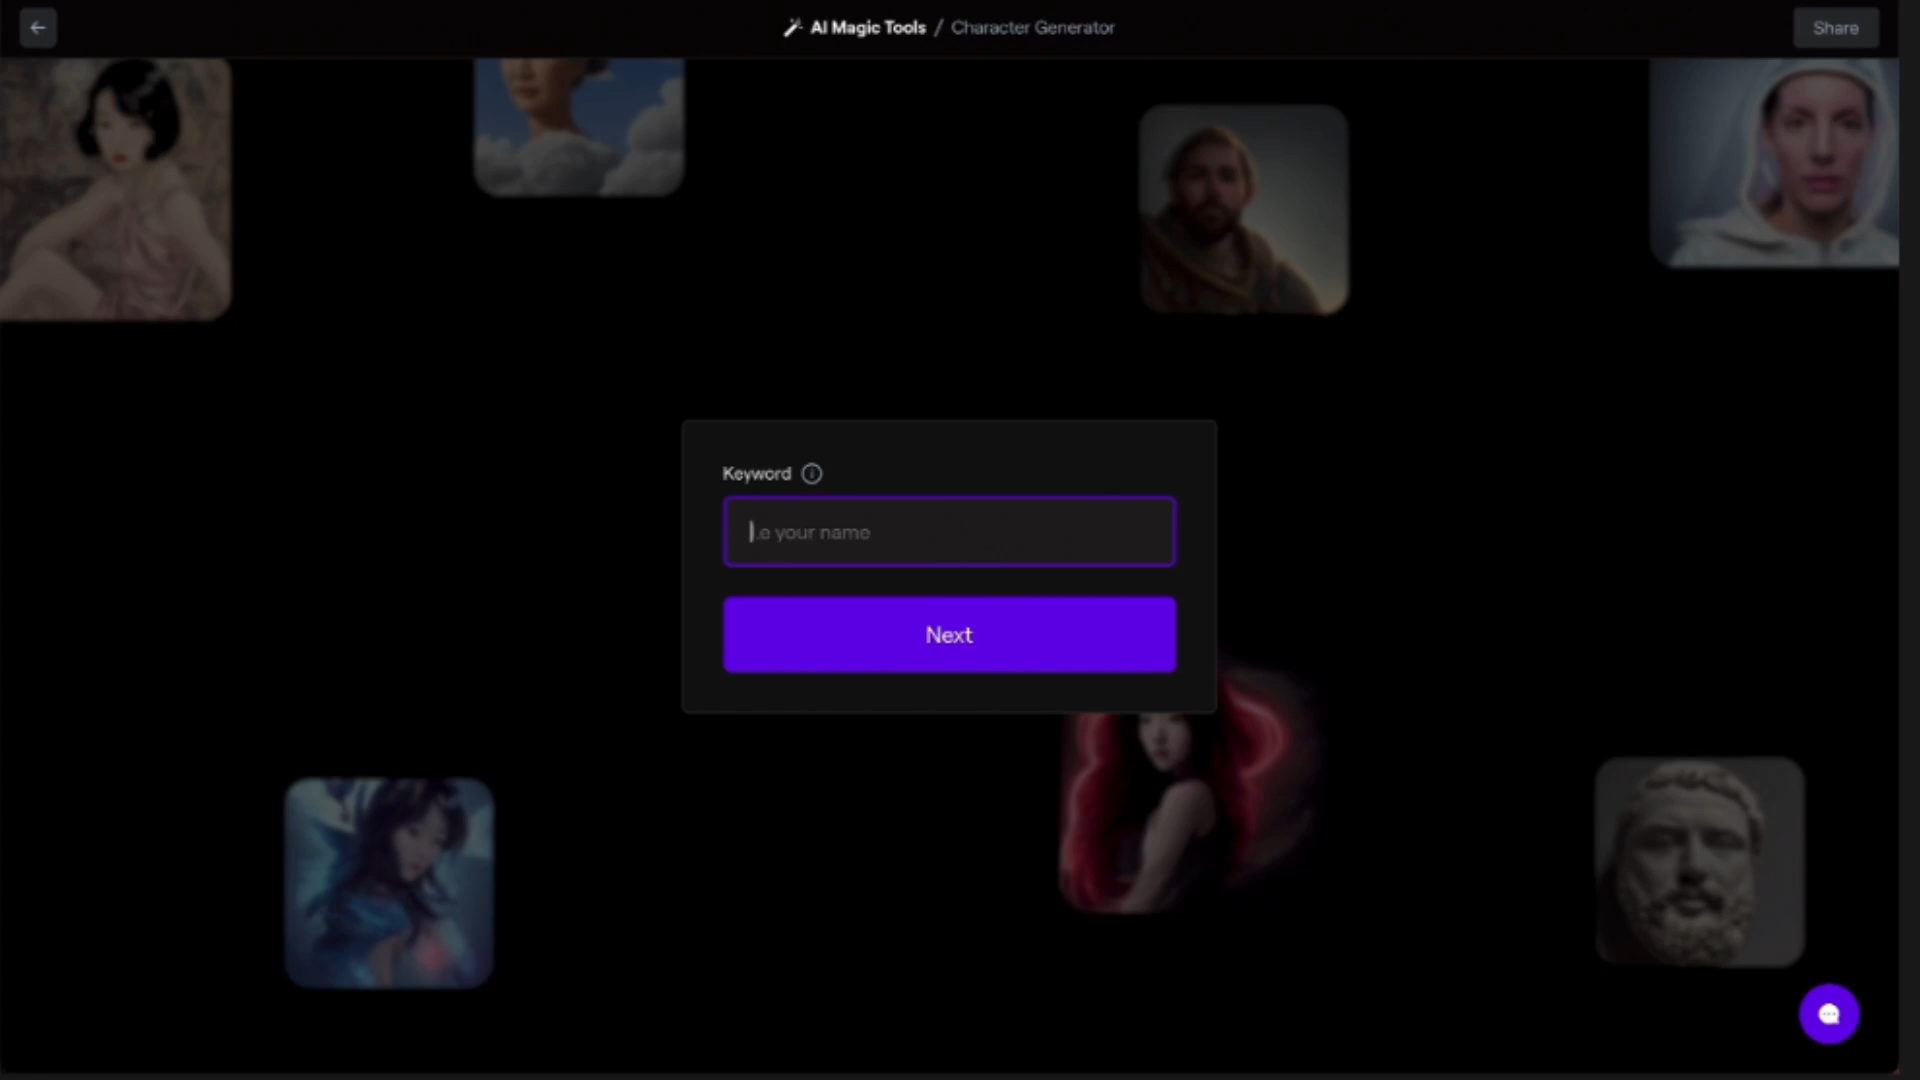 AI Magic Tools / Character Generator
Share
Keyword
.e your name
Next